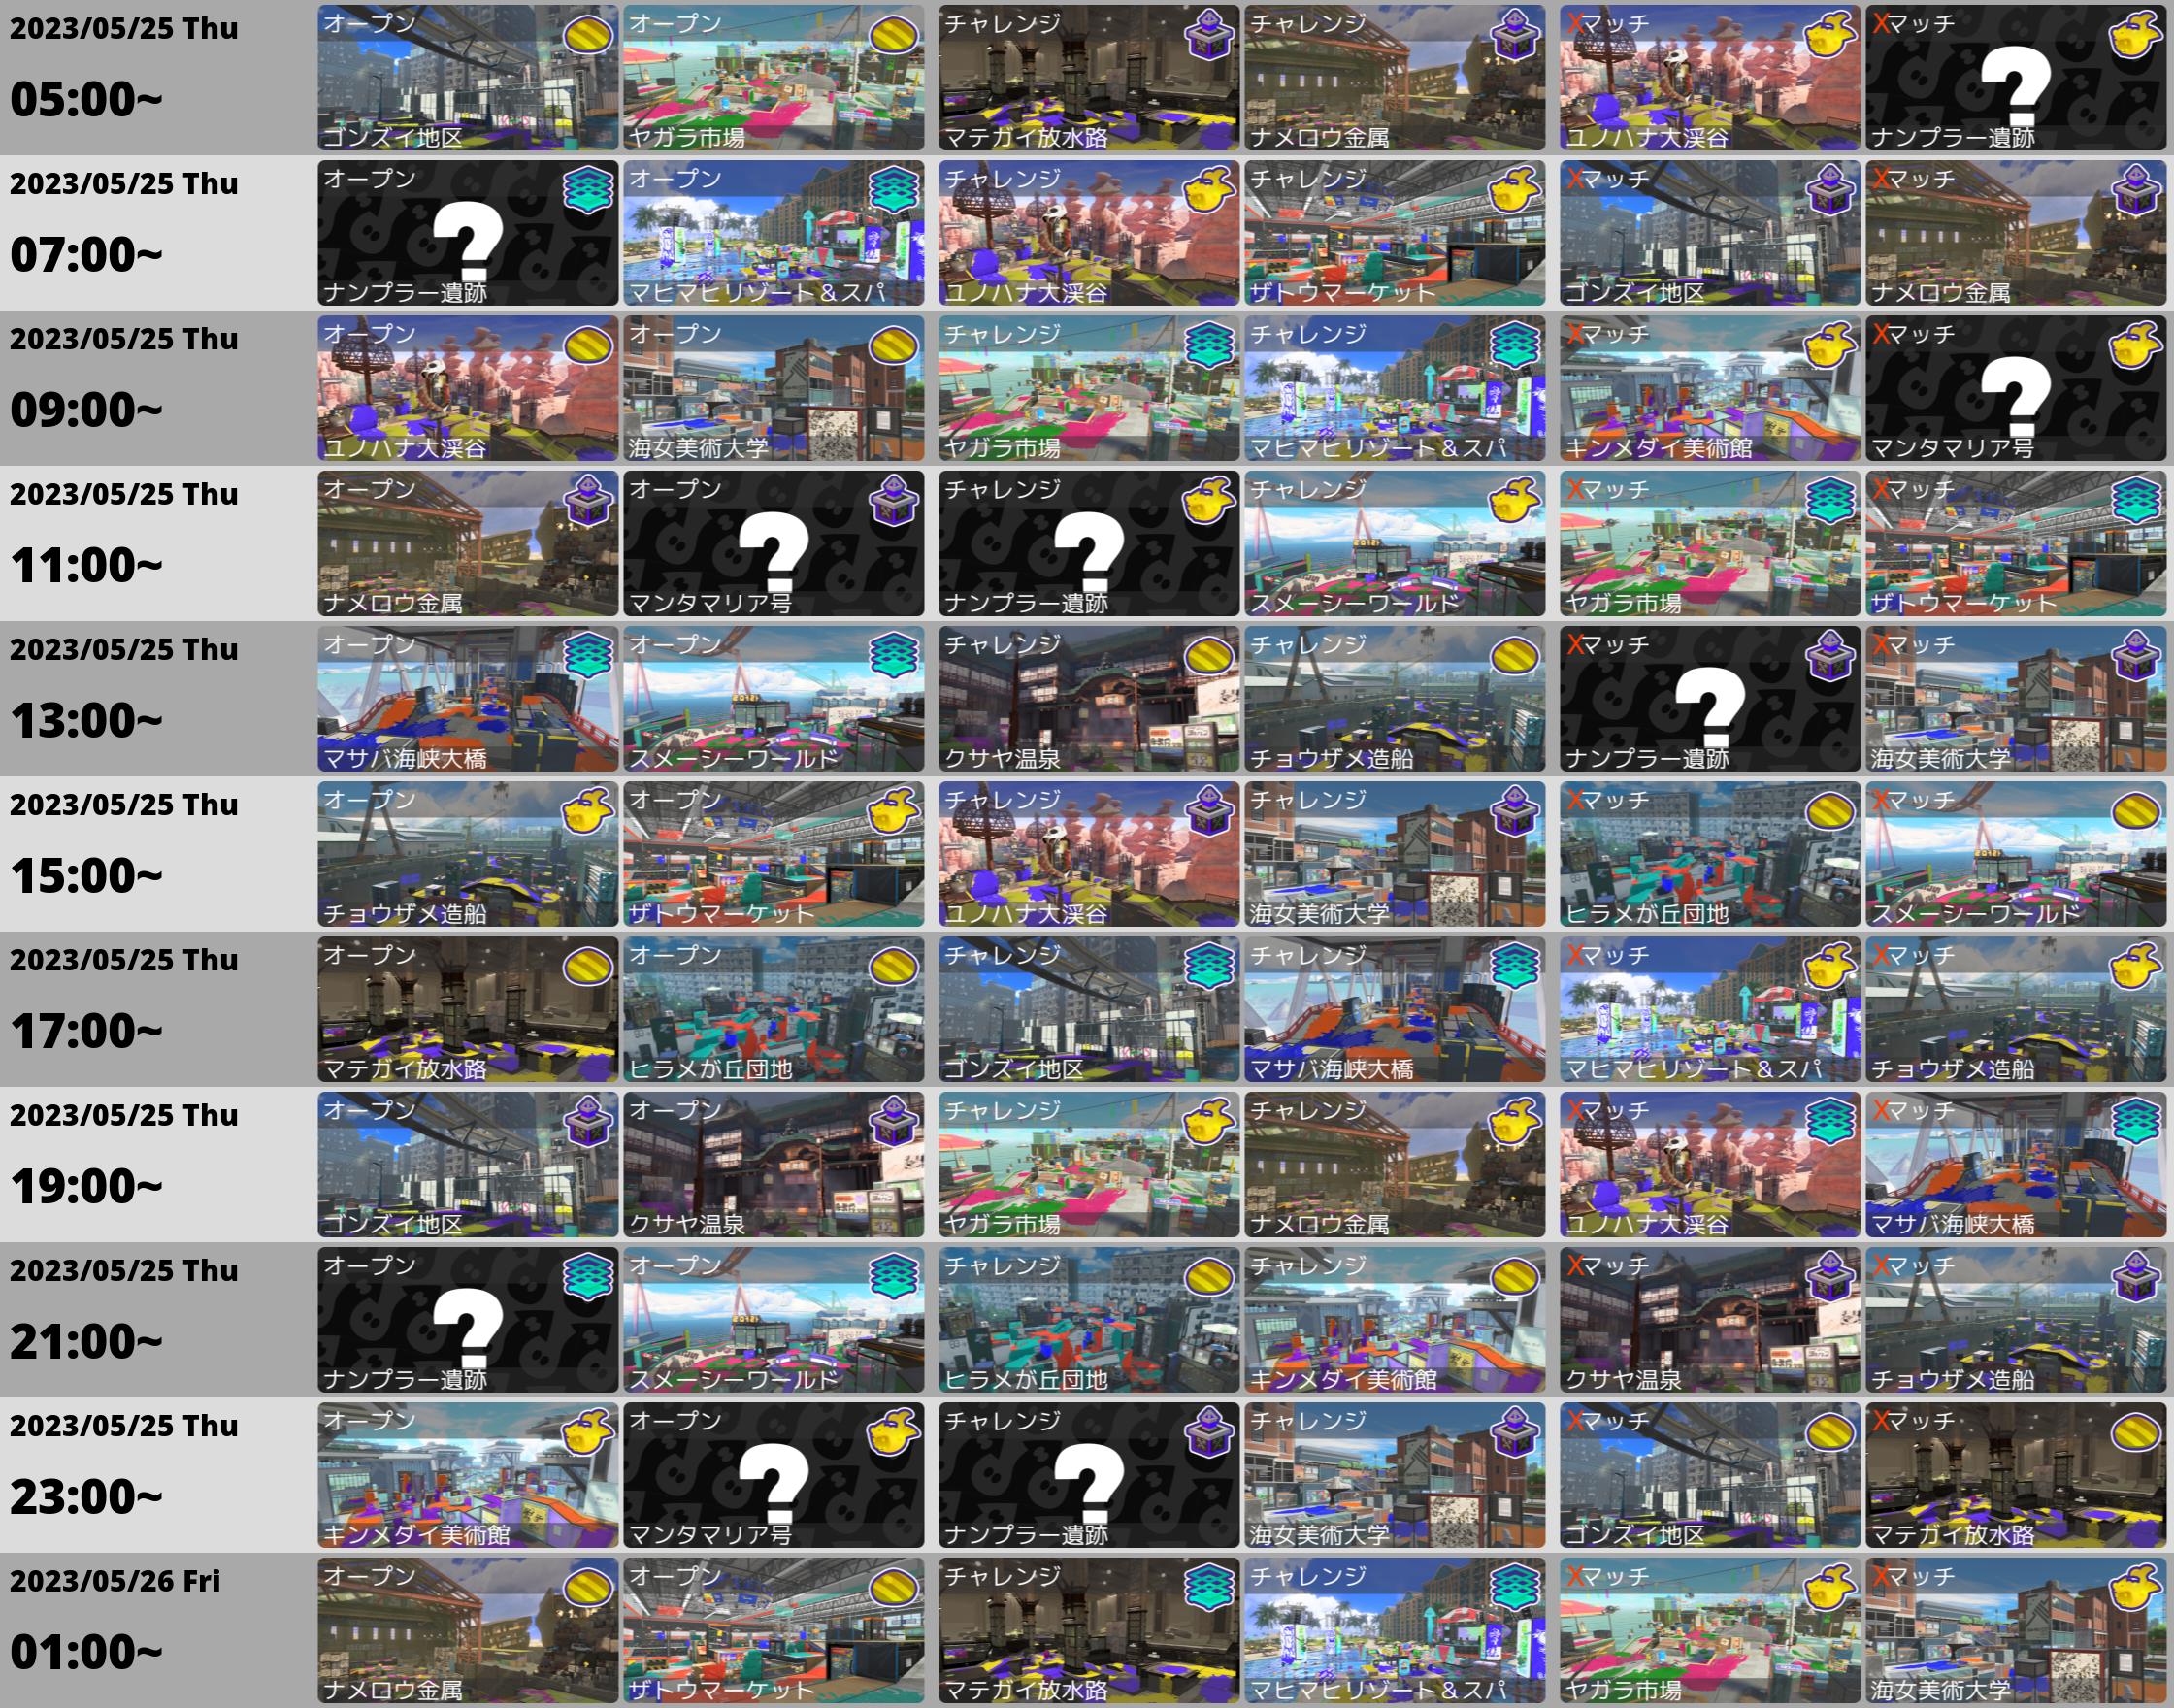 2023/05/25 Thu
05:00~
オープン オープン チャレンジ チャレンジ Xマッチ Xマッチ
ゴンズイ地区 ヤガラ市場 マテガイ放水路 ナメロウ金属 ユノハナ大渓谷 ナンプラー遺跡
2023/05/25 Thu
07:00~
オープン オープン チャレンジ チャレンジ Xマッチ Xマッチ
ナンプラー遺跡 マヒマヒリゾート＆スパ ユノハナ大渓谷 ザトウマーケット ゴンズイ地区 ナメロウ金属
2023/05/25 Thu
09:00~
オープン オープン チャレンジ チャレンジ Xマッチ Xマッチ
ユノハナ大渓谷 海女美術大学 ヤガラ市場 マヒマヒリゾート＆スパ キンメダイ美術館 マンタマリア号
2023/05/25 Thu
11:00~
オープン オープン チャレンジ チャレンジ Xマッチ Xマッチ
ナメロウ金属 マンタマリア号 ナンプラー遺跡 スメーシーワールド ヤガラ市場 ザトウマーケット
2023/05/25 Thu
13:00~
オープン オープン チャレンジ チャレンジ Xマッチ Xマッチ
マサバ海峡大橋 スメーシーワールド クサヤ温泉 チョウザメ造船 ナンプラー遺跡 海女美術大学
2023/05/25 Thu
15:00~
オープン オープン チャレンジ チャレンジ Xマッチ Xマッチ
チョウザメ造船 ザトウマーケット ユノハナ大渓谷 海女美術大学 ヒラメが丘団地 スメーシーワールド
2023/05/25 Thu
17:00~
オープン オープン チャレンジ チャレンジ Xマッチ Xマッチ
マテガイ放水路 ヒラメが丘団地 ゴンズイ地区 マサバ海峡大橋 マヒマヒリゾート＆スパ チョウザメ造船
2023/05/25 Thu
19:00~
オープン オープン チャレンジ チャレンジ Xマッチ Xマッチ
ゴンズイ地区 クサヤ温泉 ヤガラ市場 ナメロウ金属 ユノハナ大渓谷 マサバ海峡大橋
2023/05/25 Thu
21:00~
オープン オープン チャレンジ チャレンジ Xマッチ Xマッチ
ナンプラー遺跡 スメーシーワールド ヒラメが丘団地 キンメダイ美術館 クサヤ温泉 チョウザメ造船
2023/05/25 Thu
23:00~
オープン オープン チャレンジ チャレンジ Xマッチ Xマッチ
キンメダイ美術館 マンタマリア号 ナンプラー遺跡 海女美術大学 ゴンズイ地区 マテガイ放水路
2023/05/26 Fri
01:00~
オープン オープン チャレンジ チャレンジ Xマッチ Xマッチ
ナメロウ金属 ザトウマーケット マテガイ放水路 マヒマヒリゾート＆スパ ヤガラ市場 海女美術大学